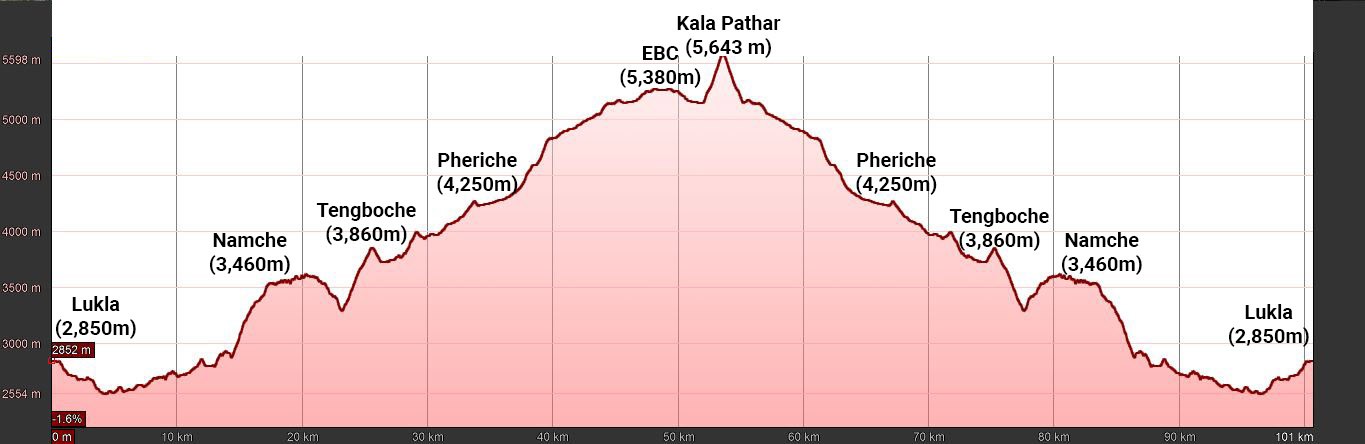 Kala Pathar
(5,643 m)
EBC
(5,380m)
Pheriche
(4,250m)
Pheriche
(4,250m)
Tengboche
(3,860m)
Tengboche
(3,860m)
Namche
(3,460m)
Namche
(3,460m)
Lukla
(2,850m)
Lukla
(2,850m)
5598 m
5000 m
4500 m
4000 m
3500 m
3000 m
2852 m
2554 m
-1.6%
0 m
10 km
20 km
30 km
40 km
50 km
60 km
70 km
80 km
90 km
101 km